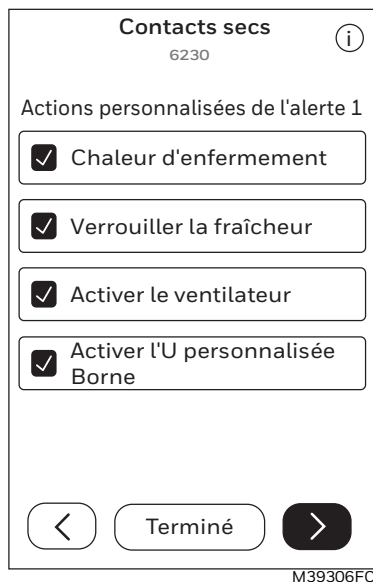 Contacts secs
6230
Actions personnalisées de l'alerte 1
Chaleur d'enfermement
Verrouiller la fraîcheur
Activer le ventilateur
Activer l'U personnalisée
Borne
Terminé
M39306FC